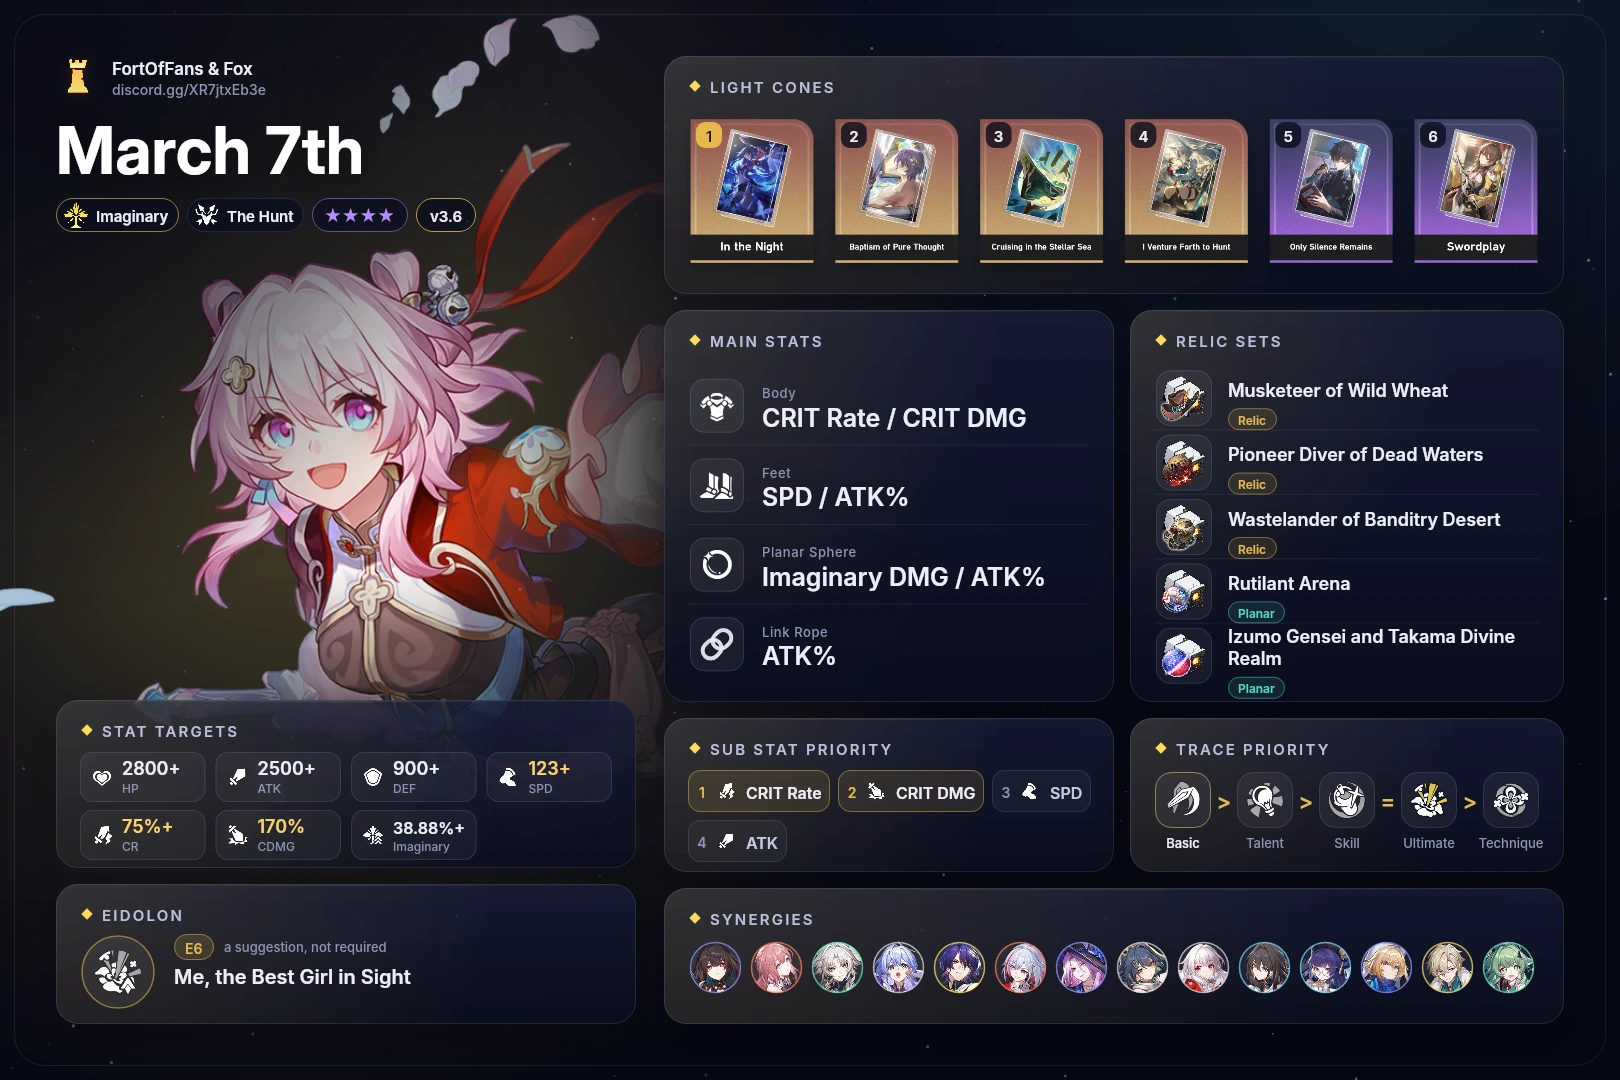 FortOfFans & Fox
discord.gg/XR7jtxEb3e
March 7th
Imaginary
The Hunt
★★★★
v3.6
LIGHT CONES
1
In the Night
2
Baptism of Pure Thought
3
Cruising in the Stellar Sea
4
I Venture Forth to Hunt
5
Only Silence Remains
6
Swordplay
MAIN STATS
Body
CRIT Rate / CRIT DMG
Feet
SPD / ATK%
Planar Sphere
Imaginary DMG / ATK%
Link Rope
ATK%
RELIC SETS
Musketeer of Wild Wheat
Relic
Pioneer Diver of Dead Waters
Relic
Wastelander of Banditry Desert
Relic
Rutilant Arena
Planar
Izumo Gensei and Takama Divine
Realm
Planar
STAT TARGETS
2800+
HP
2500+
ATK
900+
DEF
123+
SPD
75%+
CR
170%
CDMG
38.88%+
Imaginary
SUB STAT PRIORITY
1 CRIT Rate
2 CRIT DMG
3 SPD
4 ATK
TRACE PRIORITY
> > = >
Basic
Talent
Skill
Ultimate
Technique
EIDOLON
E6
a suggestion, not required
Me, the Best Girl in Sight
SYNERGIES